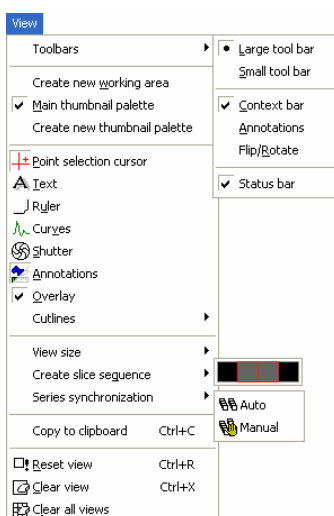 View
Toolbars
Large tool bar
Small tool bar
Context bar
Annotations
Flip/Rotate
Status bar
Create new working area
Main thumbnail palette
Create new thumbnail palette
Point selection cursor
Text
Ruler
Curves
Shutter
Annotations
Overlay
Cutlines
View size
Create slice sequence
Series synchronization
Auto
Manual
Copy to clipboard Ctrl+C
Reset view Ctrl+R
Clear view Ctrl+X
Clear all views